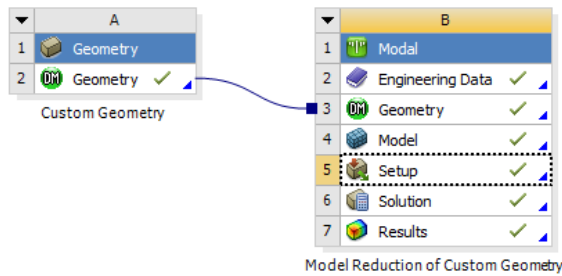 A
1 Geometry
2 DM Geometry
Custom Geometry
B
1 Modal
2 Engineering Data
3 DM Geometry
4 Model
5 Setup
6 Solution
7 Results
Model Reduction of Custom Geometry